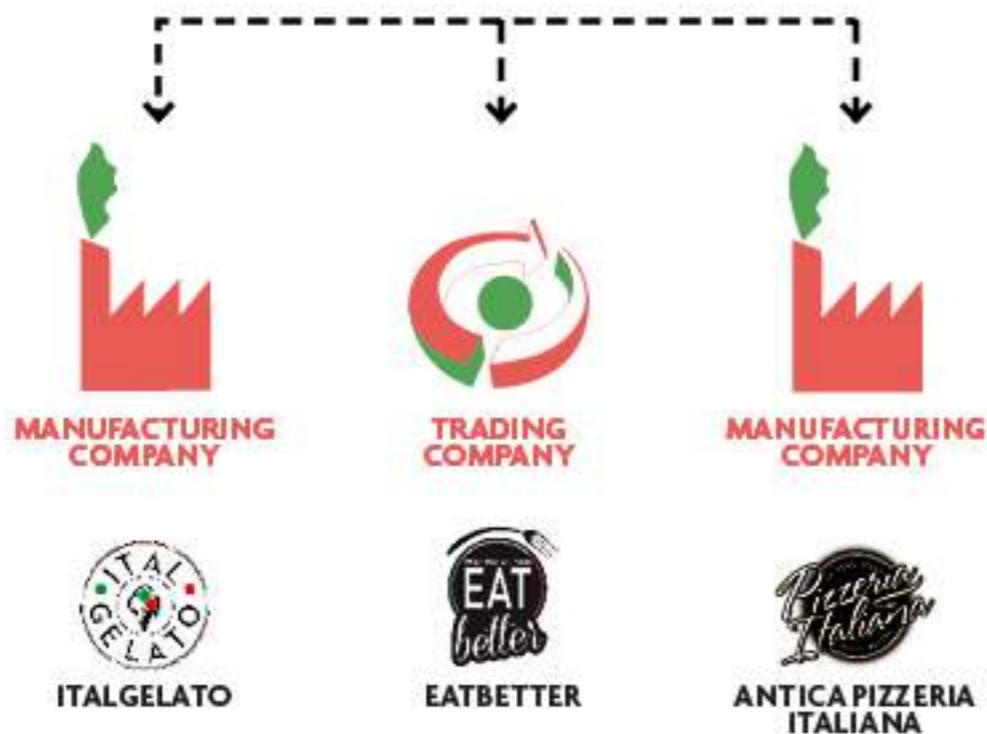 MANUFACTURING
COMPANY
TRADING
COMPANY
MANUFACTURING
COMPANY
ITAL
GELATO
EAT
better
Pizzeria
Italiana
ITALGELATO
EATBETTER
ANTICA PIZZERIA
ITALIANA